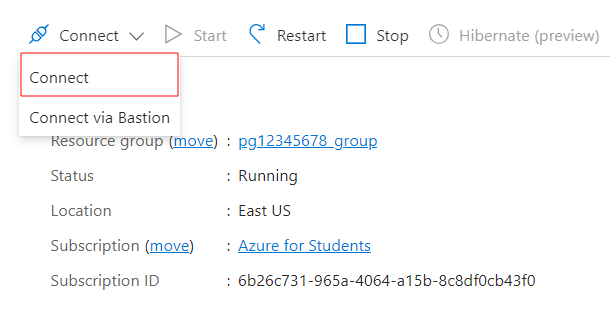 Connect Start Restart Stop Hibernate (preview)
Connect
Connect via Bastion
Resource group (move) : pg12345678_group
Status : Running
Location : East US
Subscription (move) : Azure for Students
Subscription ID : 6b26c731-965a-4064-a15b-8c8df0cb43f0